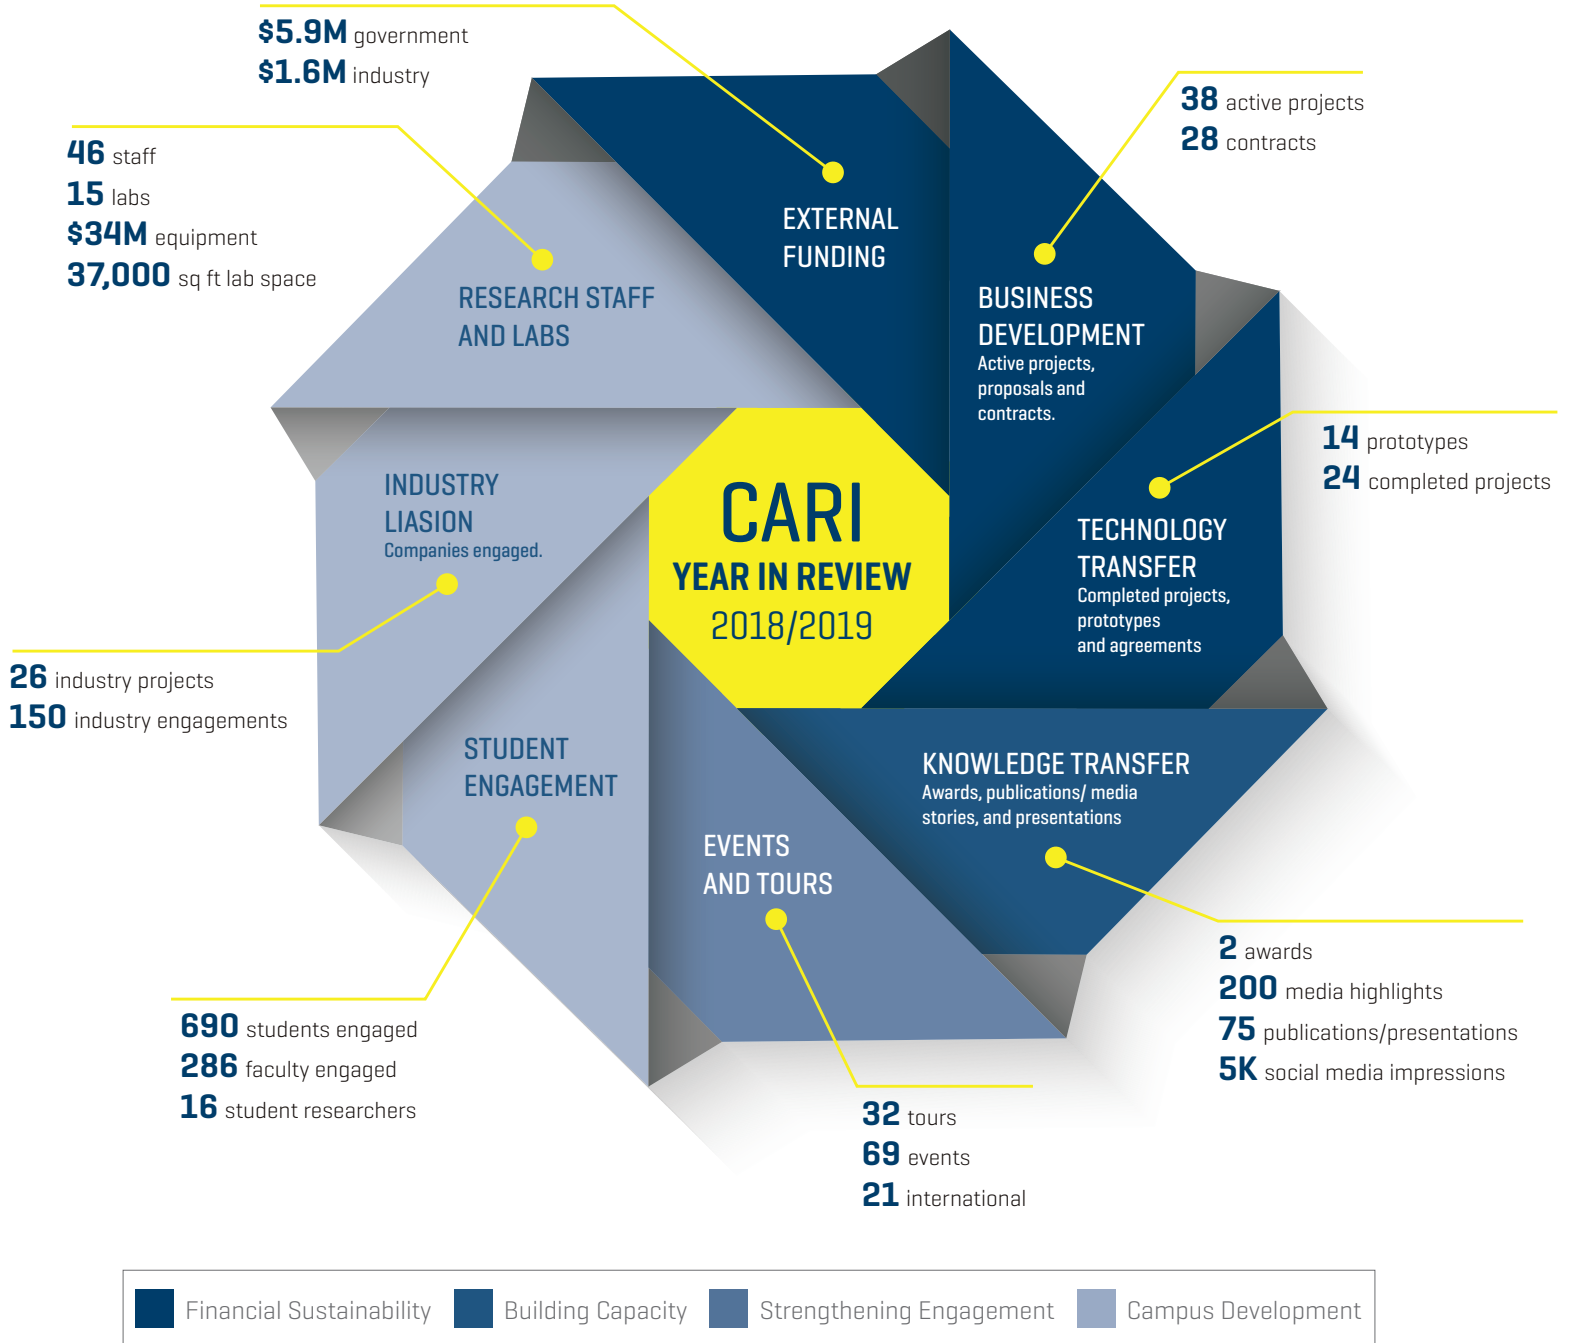 $5.9M government
$1.6M industry
EXTERNAL
FUNDING
38 active projects
28 contracts
BUSINESS
DEVELOPMENT
Active projects,
proposals and
contracts.
14 prototypes
24 completed projects
TECHNOLOGY
TRANSFER
Completed projects,
prototypes
and agreements
KNOWLEDGE TRANSFER
Awards, publications/ media
stories, and presentations
2 awards
200 media highlights
75 publications/presentations
5K social media impressions
EVENTS
AND TOURS
32 tours
69 events
21 international
STUDENT
ENGAGEMENT
690 students engaged
286 faculty engaged
16 student researchers
INDUSTRY
LIASION
Companies engaged.
26 industry projects
150 industry engagements
46 staff
15 labs
$34M equipment
37,000 sq ft lab space
RESEARCH STAFF
AND LABS
CARI
YEAR IN REVIEW
2018/2019
Financial Sustainability
Building Capacity
Strengthening Engagement
Campus Development